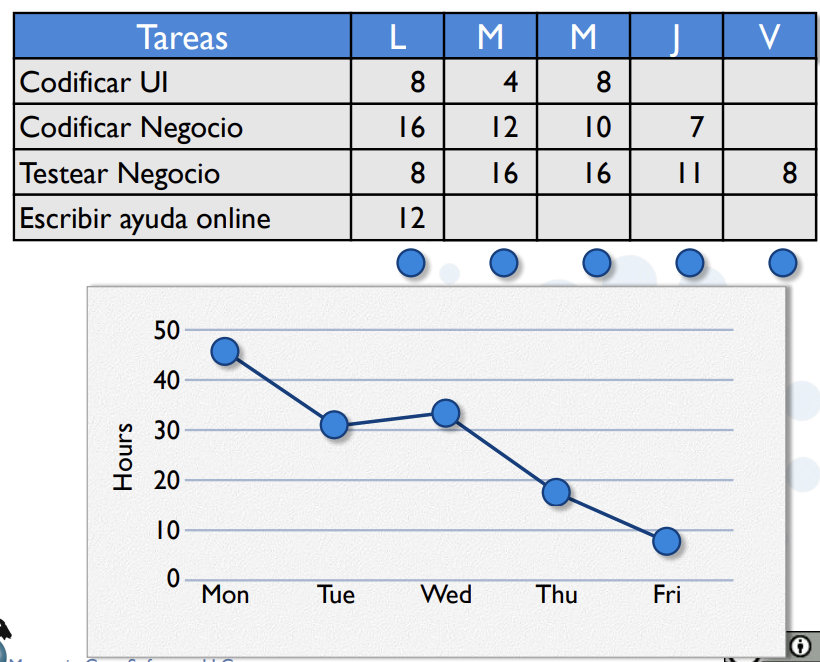 Tareas L M M J V
Codificar UI 8 4 8
Codificar Negocio 16 12 10 7
Testear Negocio 8 16 16 11 8
Escribir ayuda online 12
50
40
30
20
10
0
Hours
Mon Tue Wed Thu Fri